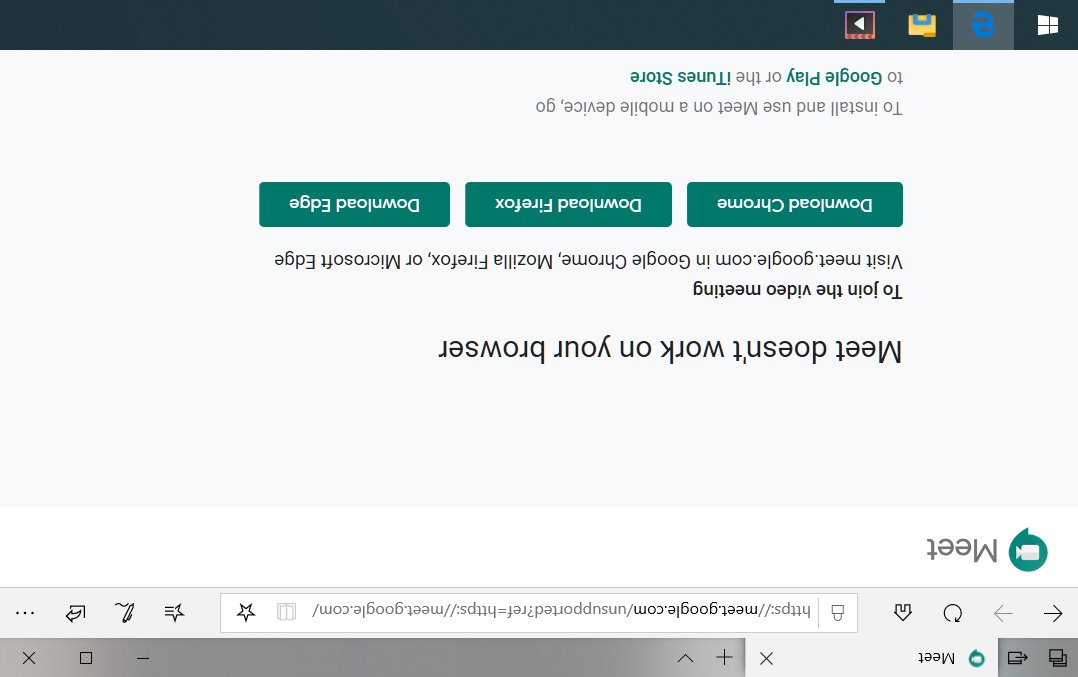 Meet
https://meet.google.com/unsupported?ref=https://meet.google.com/
Meet
Meet doesn't work on your browser
To join the video meeting
Visit meet.google.com in Google Chrome, Mozilla Firefox, or Microsoft Edge
Download Chrome
Download Firefox
Download Edge
To install and use Meet on a mobile device, go
to Google Play or the iTunes Store